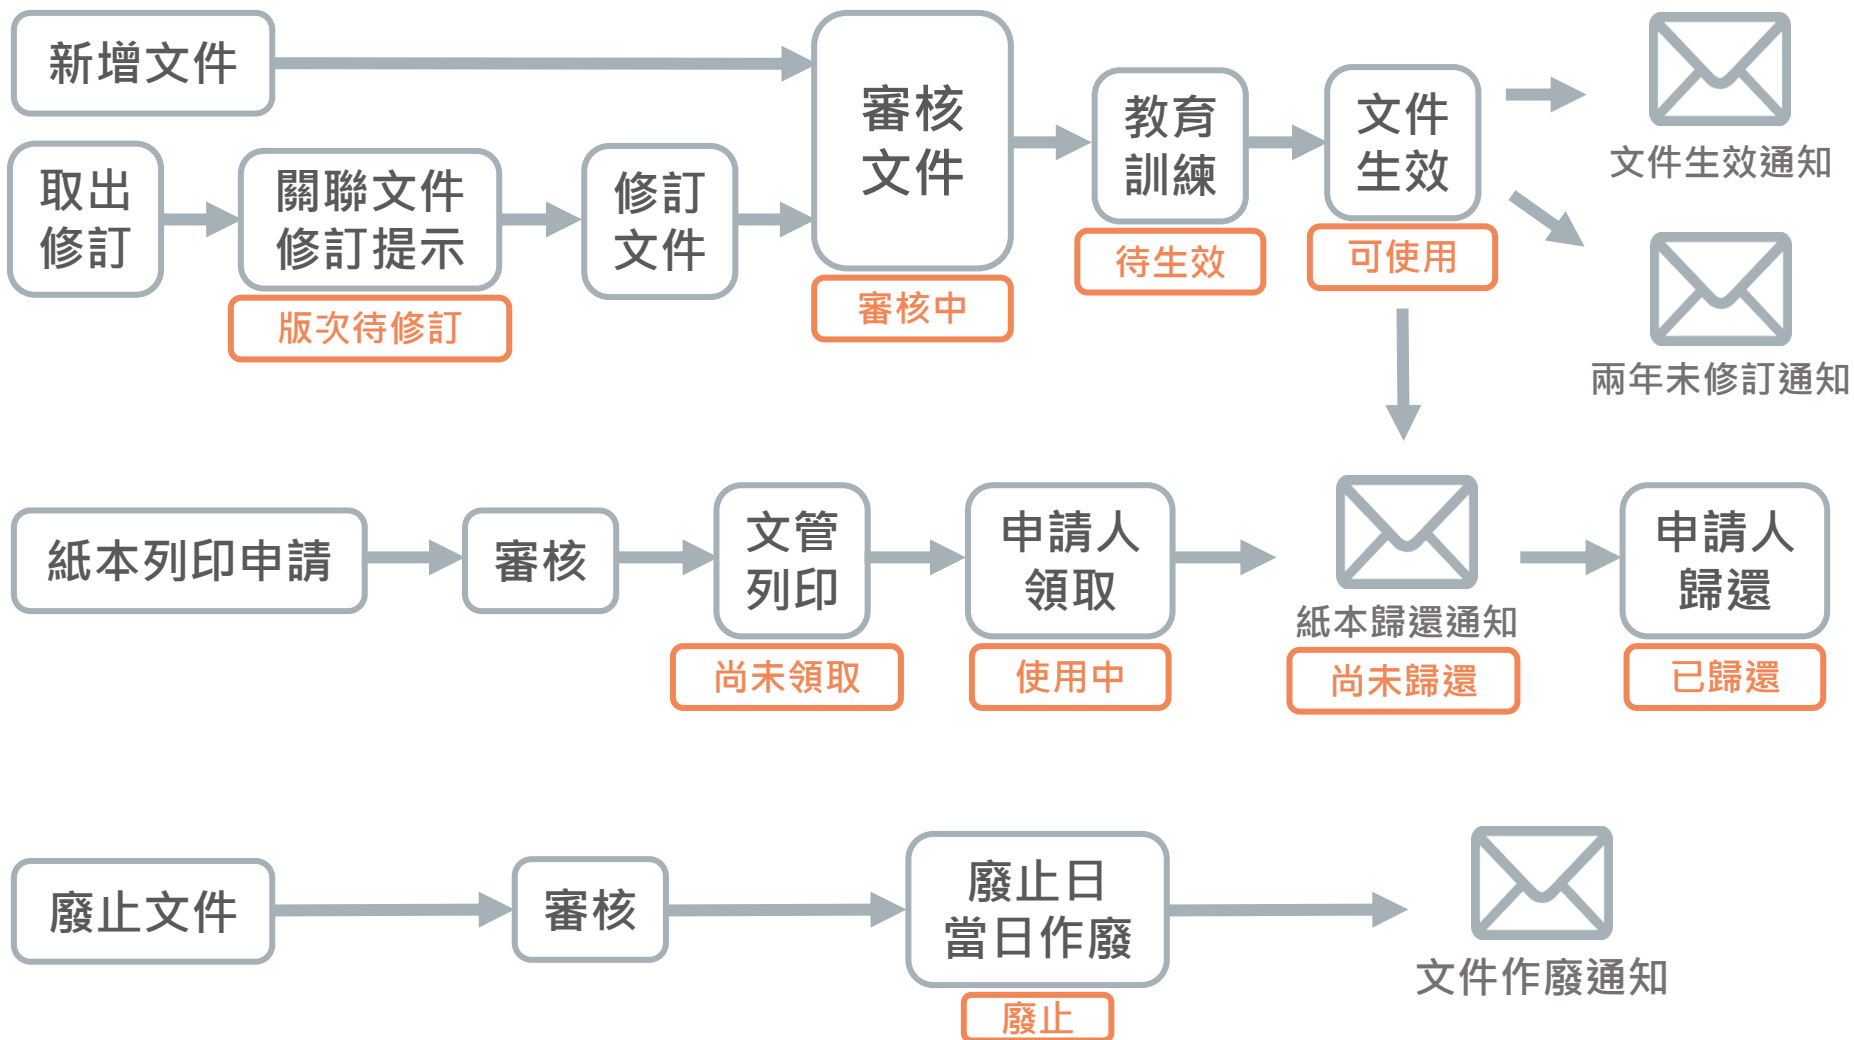 新增文件
取出
修訂
關聯文件
修訂提示
版次待修訂
修訂
文件
審核
文件
審核中
教育
訓練
待生效
文件
生效
可使用
文件生效通知
兩年未修訂通知
紙本列印申請
審核
文管
列印
尚未領取
申請人
領取
使用中
紙本歸還通知
尚未歸還
申請人
歸還
已歸還
廢止文件
審核
廢止日
當日作廢
廢止
文件作廢通知